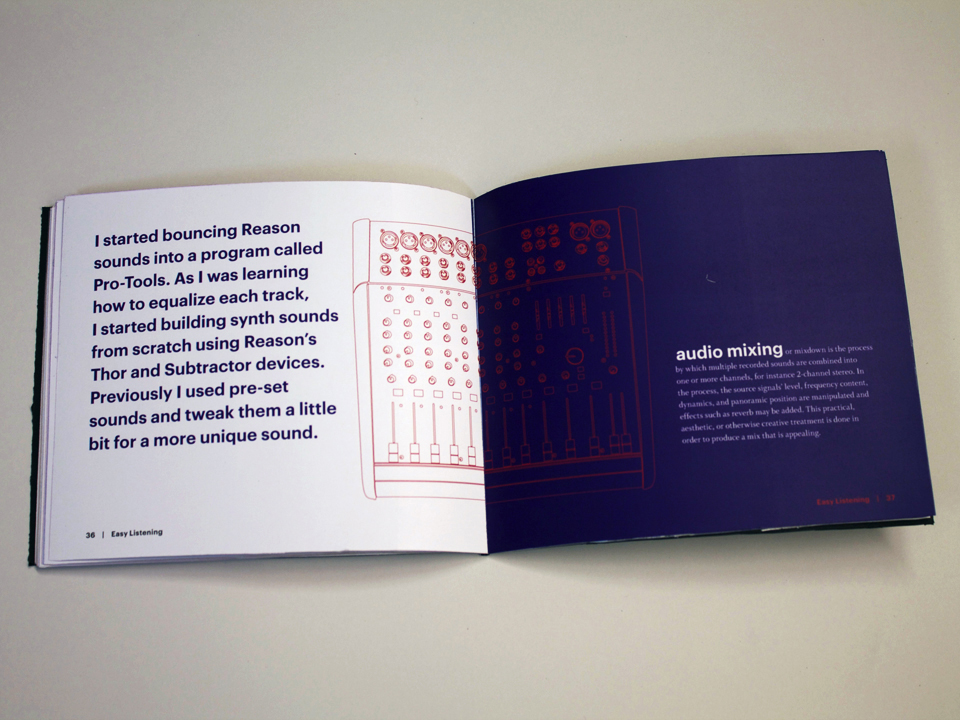 I started bouncing Reason
sounds into a program called
Pro-Tools. As I was learning
how to equalize each track,
I started building synth sounds
from scratch using Reason's
Thor and Subtractor devices.
Previously I used pre-set
sounds and tweak them a little
bit for a more unique sound.
36 | Easy Listening
audio mixing or mixdown is the process
by which multiple recorded sounds are combined into
one or more channels, for instance 2-channel stereo. In
the process, the source signals' level, frequency content,
dynamics, and panoramic position are manipulated and
effects such as reverb may be added. This practical,
aesthetic, or otherwise creative treatment is done in
order to produce a mix that is appealing.
Easy Listening | 37